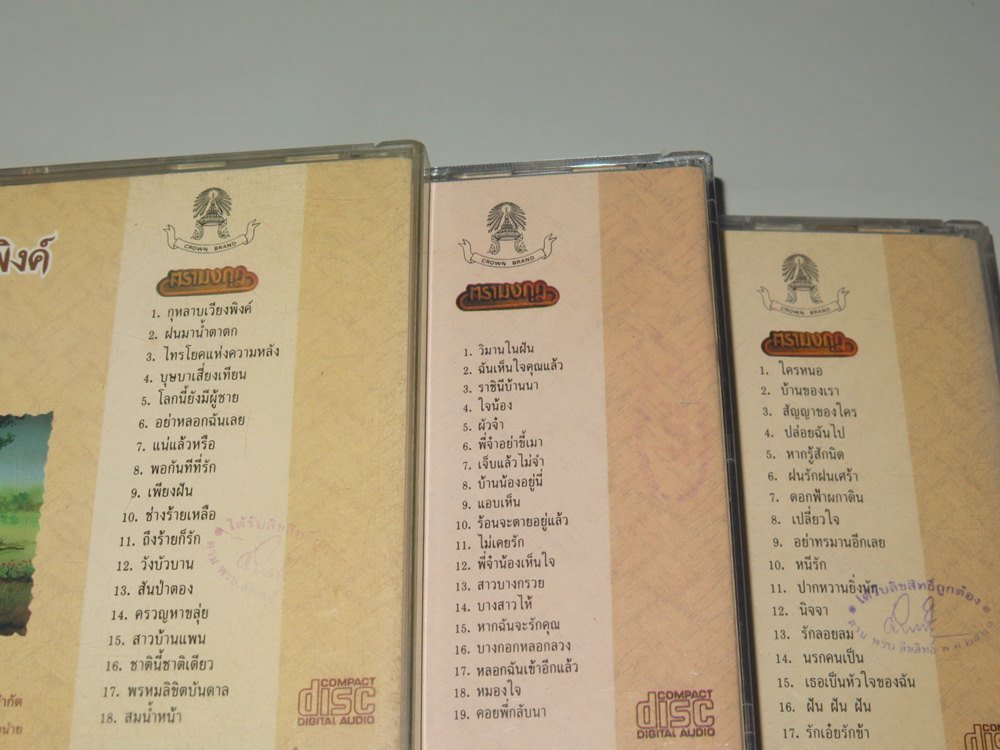 พิงค์
CROWN BRAND
ตรามงกุฎ
1. กุหลาบเวียงพิงค์
2. ฝนมาน้ำตาตก
3. ไทรโยคแห่งความหลัง
4. บุษบาเสี่ยงเทียน
5. โลกนี้ยังมีผู้ชาย
6. อย่าหลอกฉันเลย
7. แน่แล้วหรือ
8. พอกันทีที่รัก
9. เพียงฝัน
10. ช่างร้ายเหลือ
11. ถึงร้ายก็รัก
12. วังบัวบาน
13. สันป่าตอง
14. ครวญหาขลุ่ย
15. สาวบ้านแพน
16. ชาตินี้ชาติเดียว
17. พรหมลิขิตบันดาล
18. สมน้ำหน้า
COMPACT
disc
DIGITAL AUDIO
CROWN BRAND
ตรามงกุฎ
1. วิมานในฝัน
2. ฉันเห็นใจคุณแล้ว
3. ราชินีบ้านนา
4. ใจน้อง
5. ผัวจ๋า
6. พี่จ๋าอย่าขี้เมา
7. เจ็บแล้วไม่จำ
8. บ้านน้องอยู่นี่
9. แอบเห็น
10. ร้อนจะตายอยู่แล้ว
11. ไม่เคยรัก
12. พี่จ๋าน้องเห็นใจ
13. สาวบางกรวย
14. บางสาวไห้
15. หากฉันจะรักคุณ
16. บางกอกหลอกลวง
17. หลอกฉันเข้าอีกแล้ว
18. หมองใจ
19. คอยพี่กลับนา
COMPACT
disc
DIGITAL AUDIO
CROWN BRAND
ตรามงกุฎ
1. ใครหนอ
2. บ้านของเรา
3. สัญญาของใคร
4. ปล่อยฉันไป
5. หากรู้สักนิด
6. ฝนรักฝนเศร้า
7. ดอกฟ้าผกาดิน
8. เปลี่ยวใจ
9. อย่าทรมานอีกเลย
10. หนีรัก
11. ปากหวานยิ่งนัก
12. นิจจา
13. รักลอยลม
14. นรกคนเป็น
15. เธอเป็นหัวใจของฉัน
16. ฝัน ฝัน ฝัน
17. รักเอ๋ยรักข้า
ได้รับลิขสิทธิ์ถูกต้อง
disc